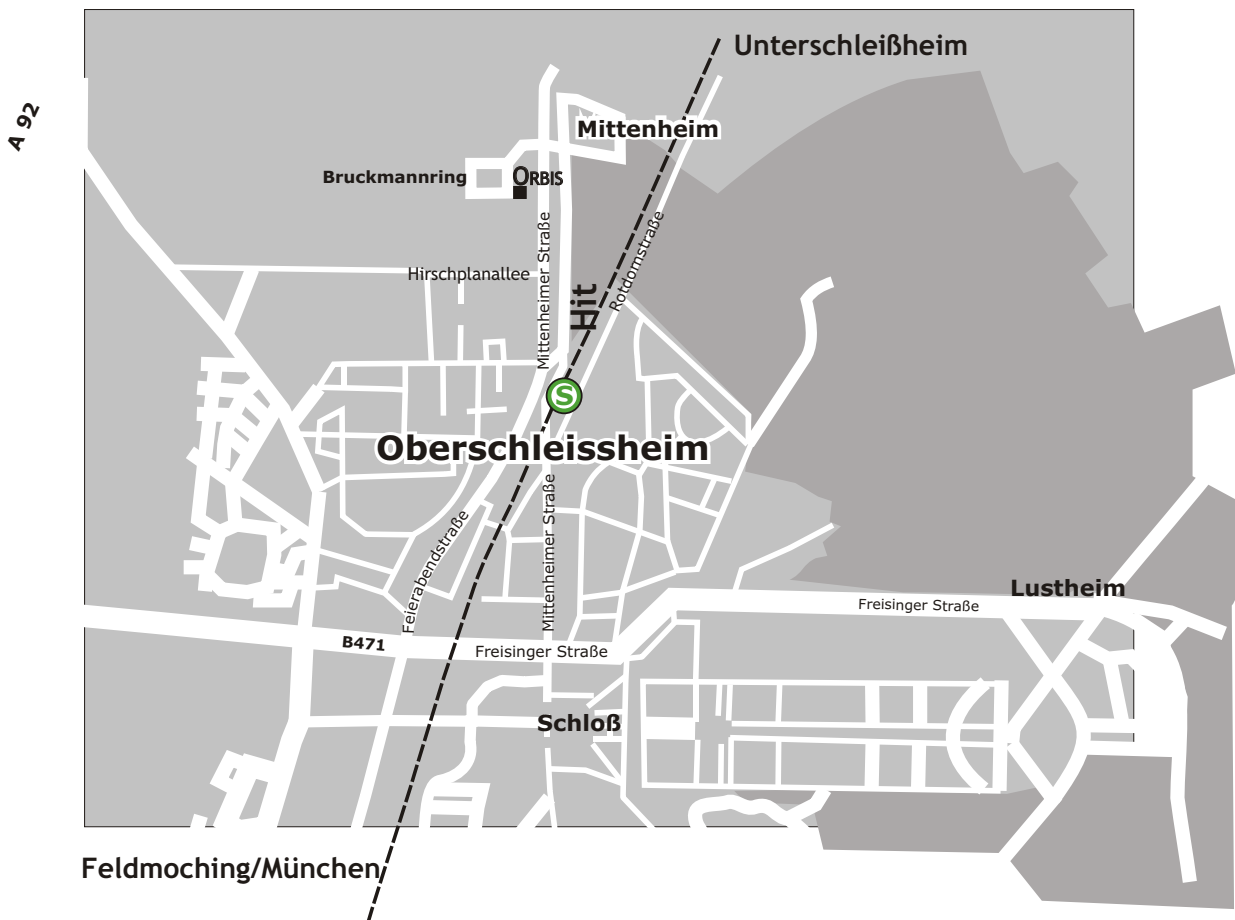 Unterschleißheim
A 92
Mittenheim
Bruckmannring
ORBIS
Mittenheimer Straße
Rotdornstraße
Hirschplanallee
Hit
S
Oberschleissheim
Feierabendstraße
Mittenheimer Straße
Lustheim
Freisinger Straße
B471
Freisinger Straße
Schloß
Feldmoching/München